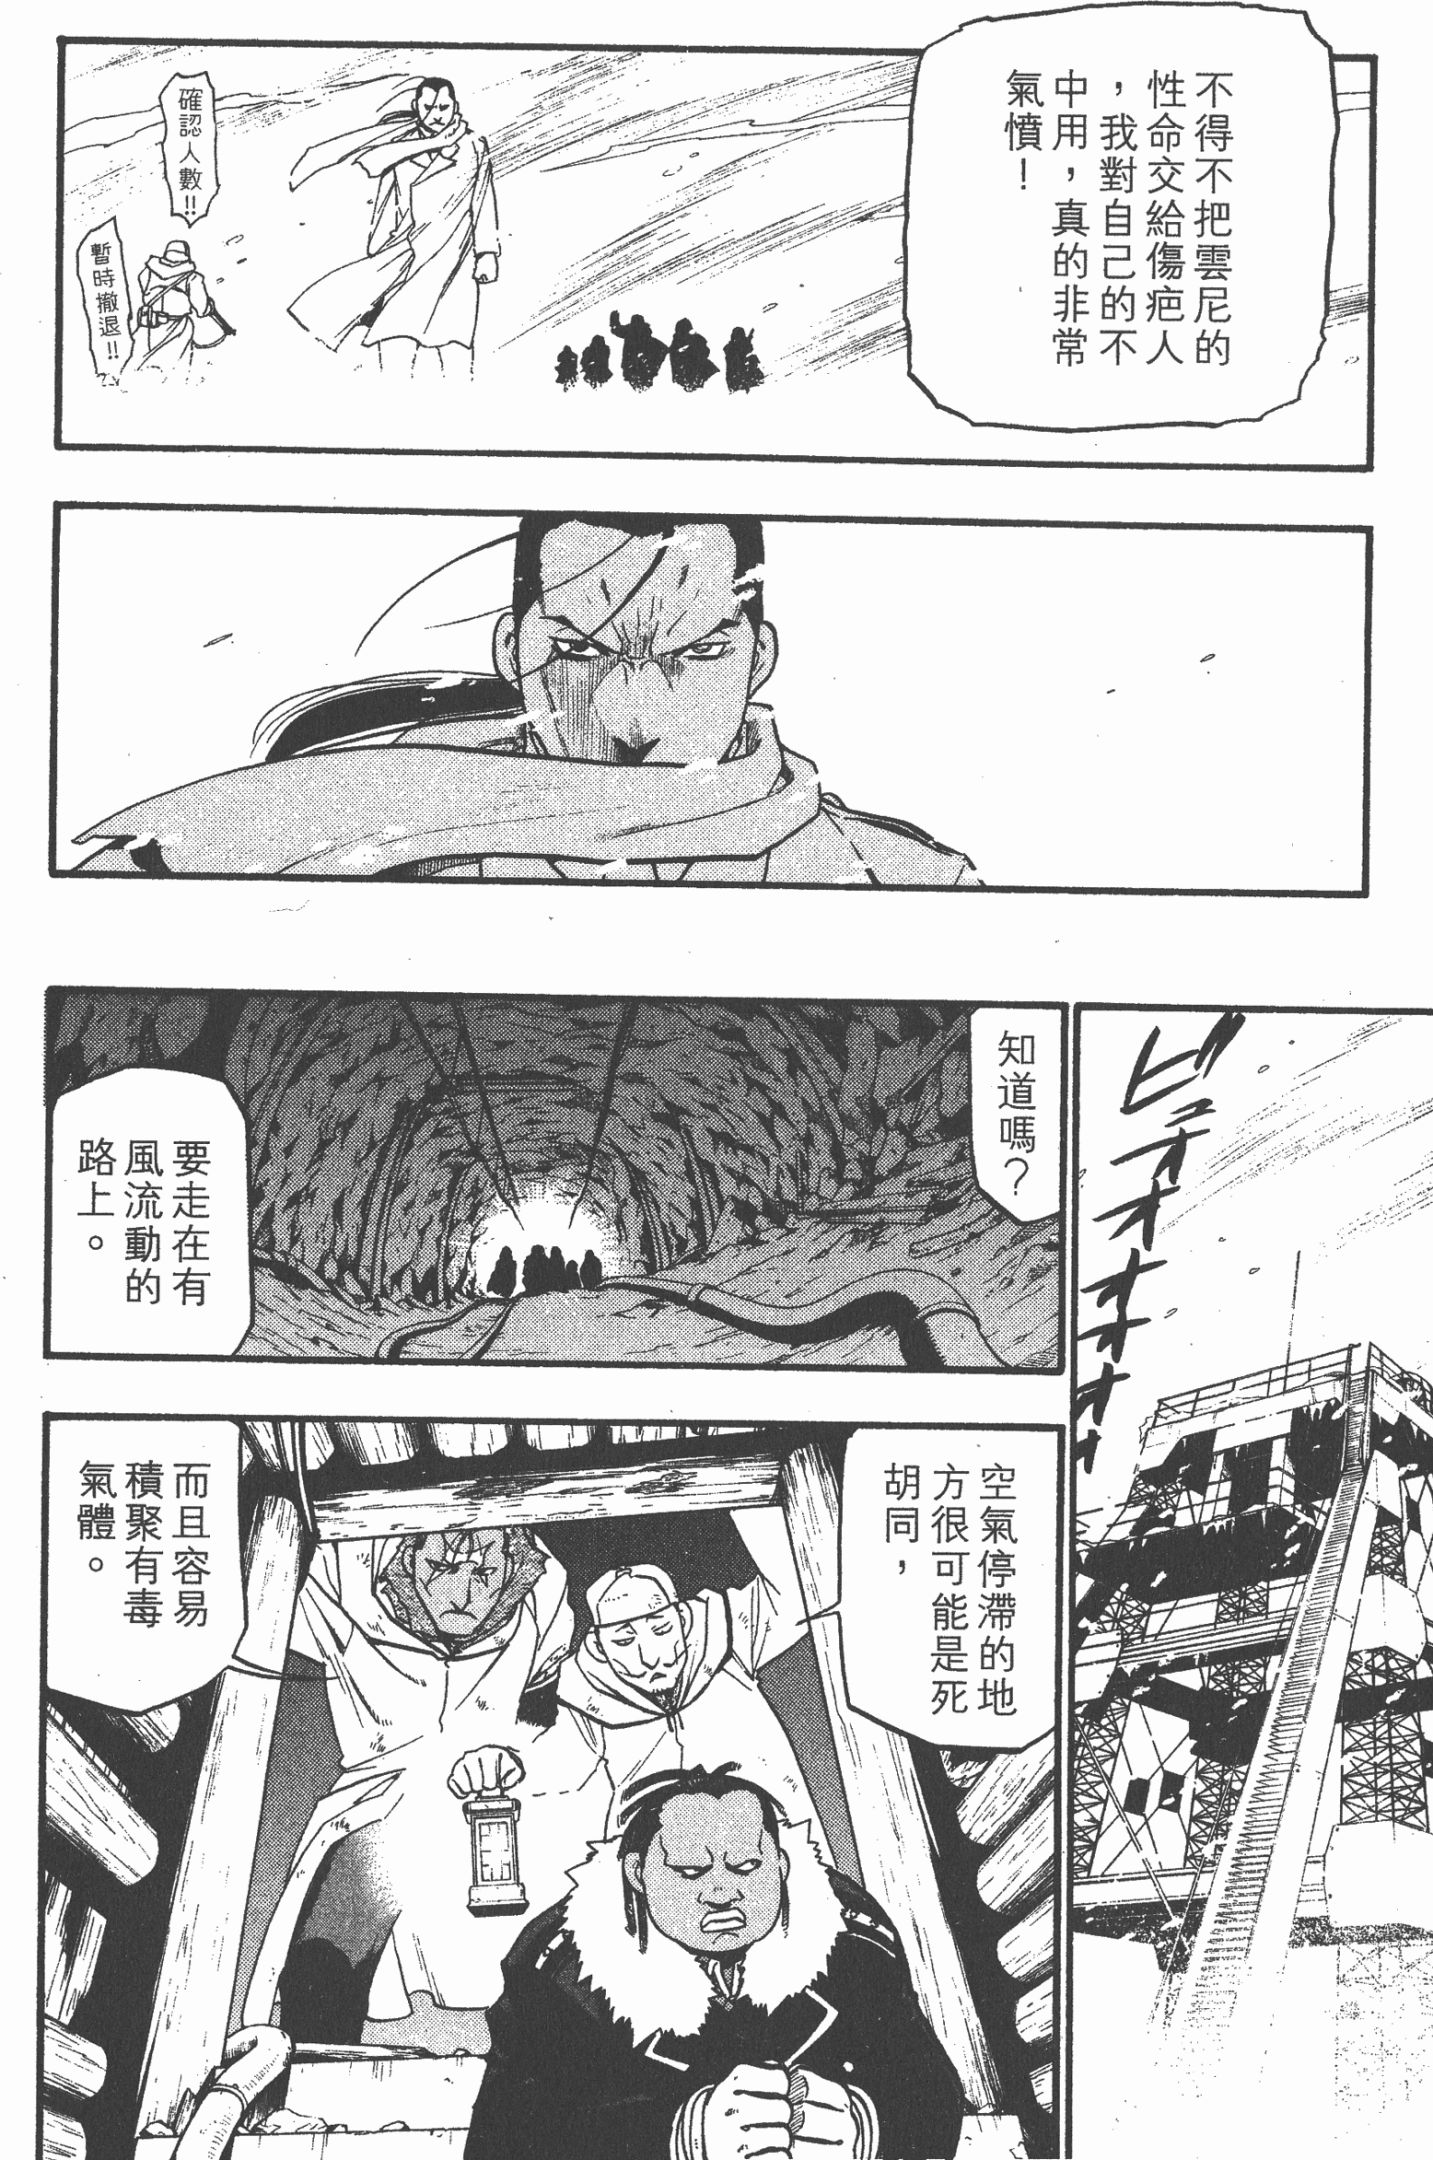 不得不把雲尼的
性命交給傷疤人
，我對自己的不
中用，真的非常
氣憤！
確認人數!!
暫時撤退!!
ビュオオオオオオ
知道嗎？
要走在有
風流動的
路上。
空氣停滯的地
方很可能是死
胡同，
而且容易
積聚有毒
氣體。